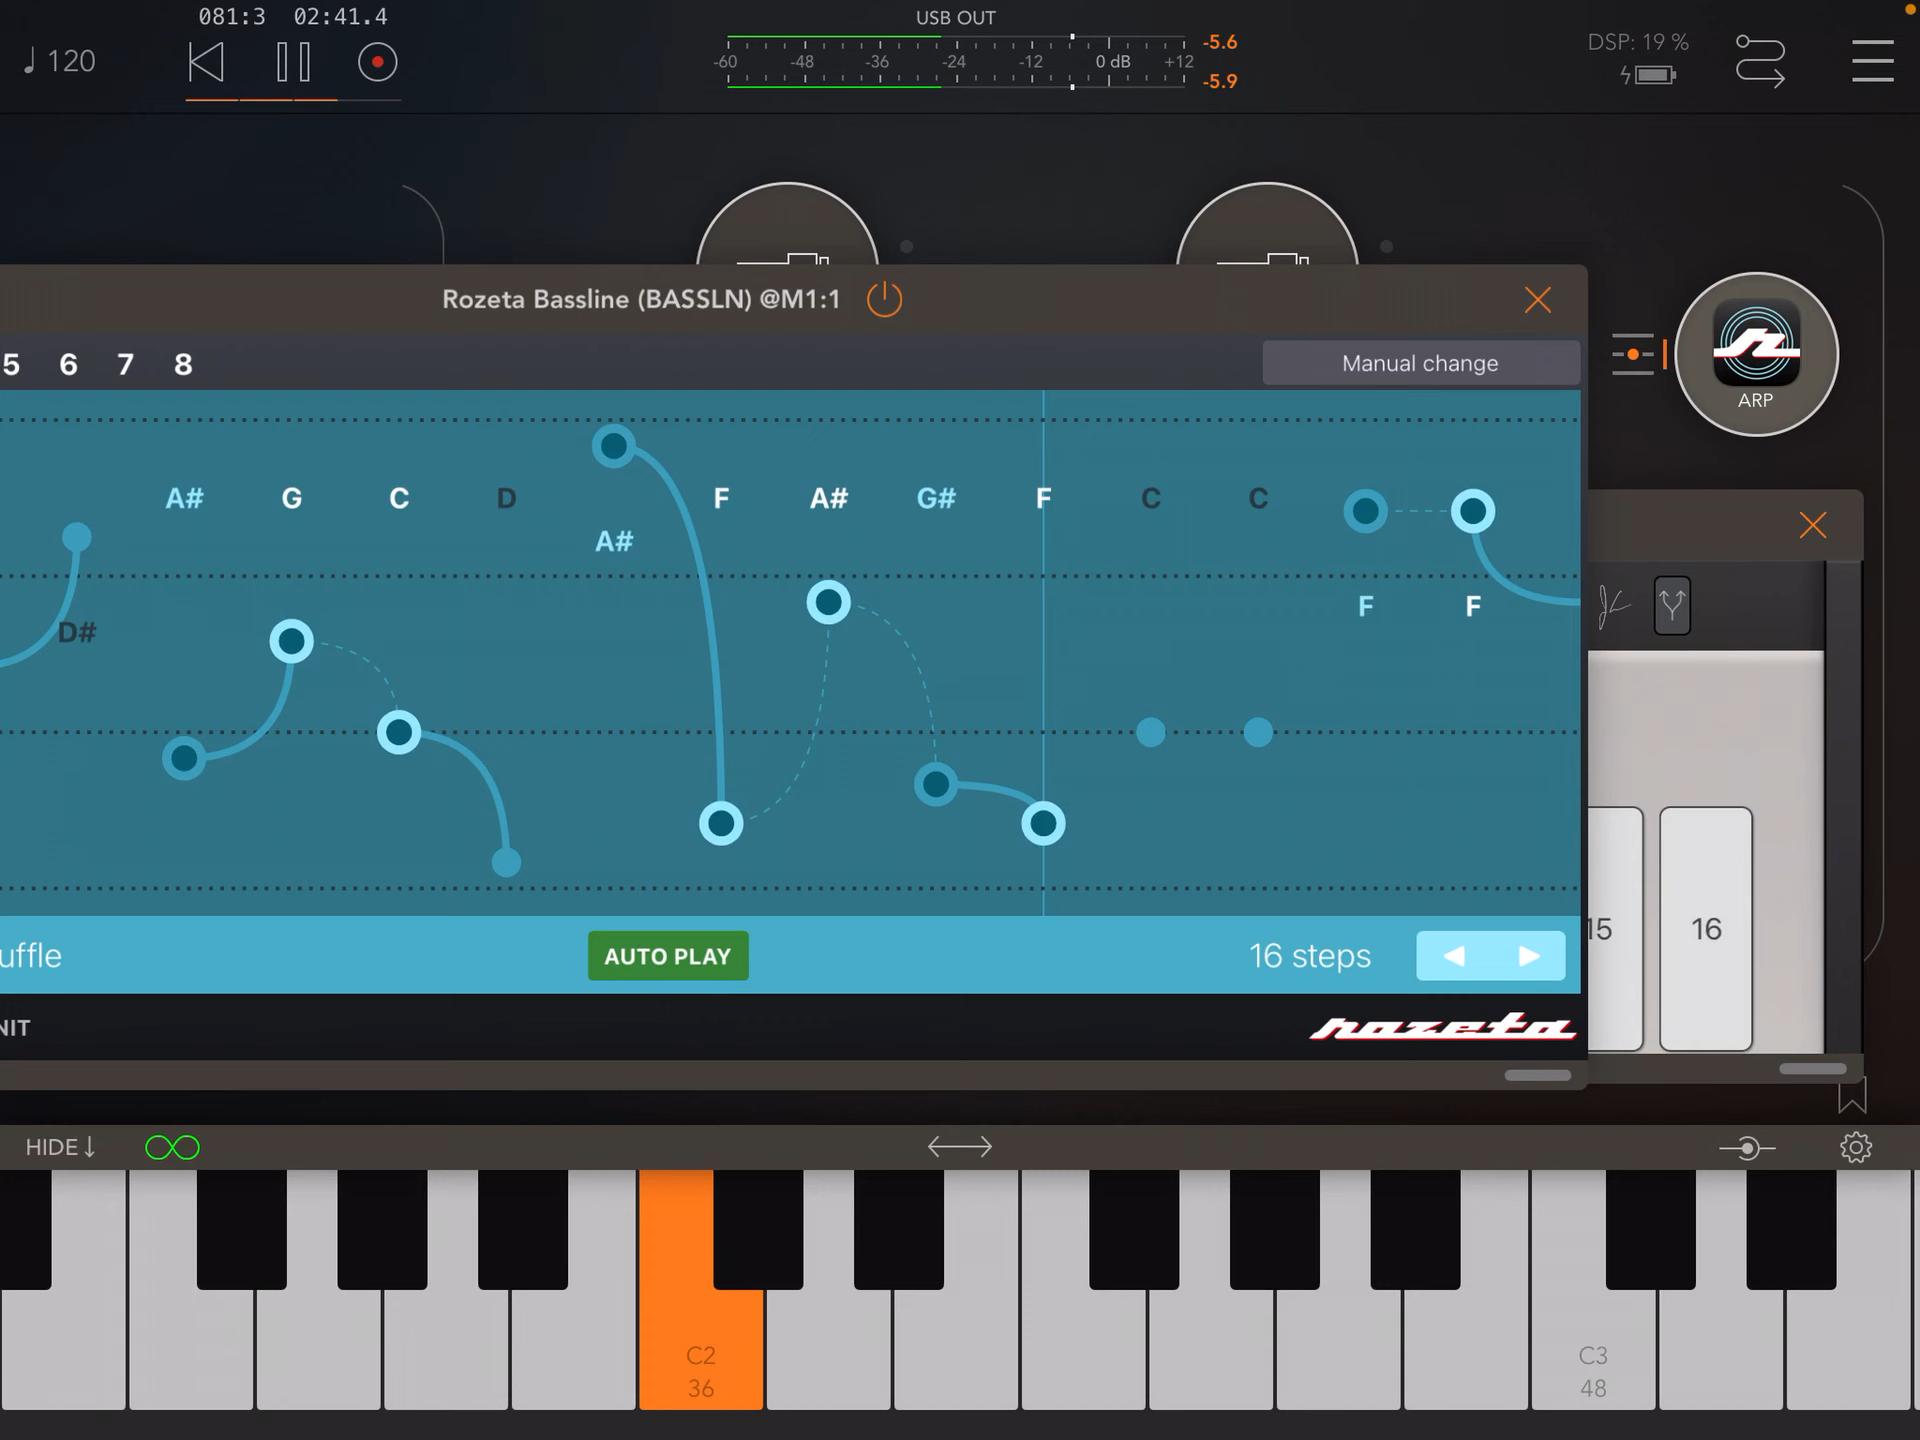 081:3 02:41.4
USB OUT
♩ 120
-5.6
DSP: 19 %
-60 -48 -36 -24 -12 0 dB +12
-5.9
Rozeta Bassline (BASSLN) @M1:1
5 6 7 8
Manual change
ARP
A# G C D F A# G# F C C
A#
F F
D#
15 16
uffle
AUTO PLAY
16 steps
NIT
rozeta
HIDE↓
C2
36
C3
48